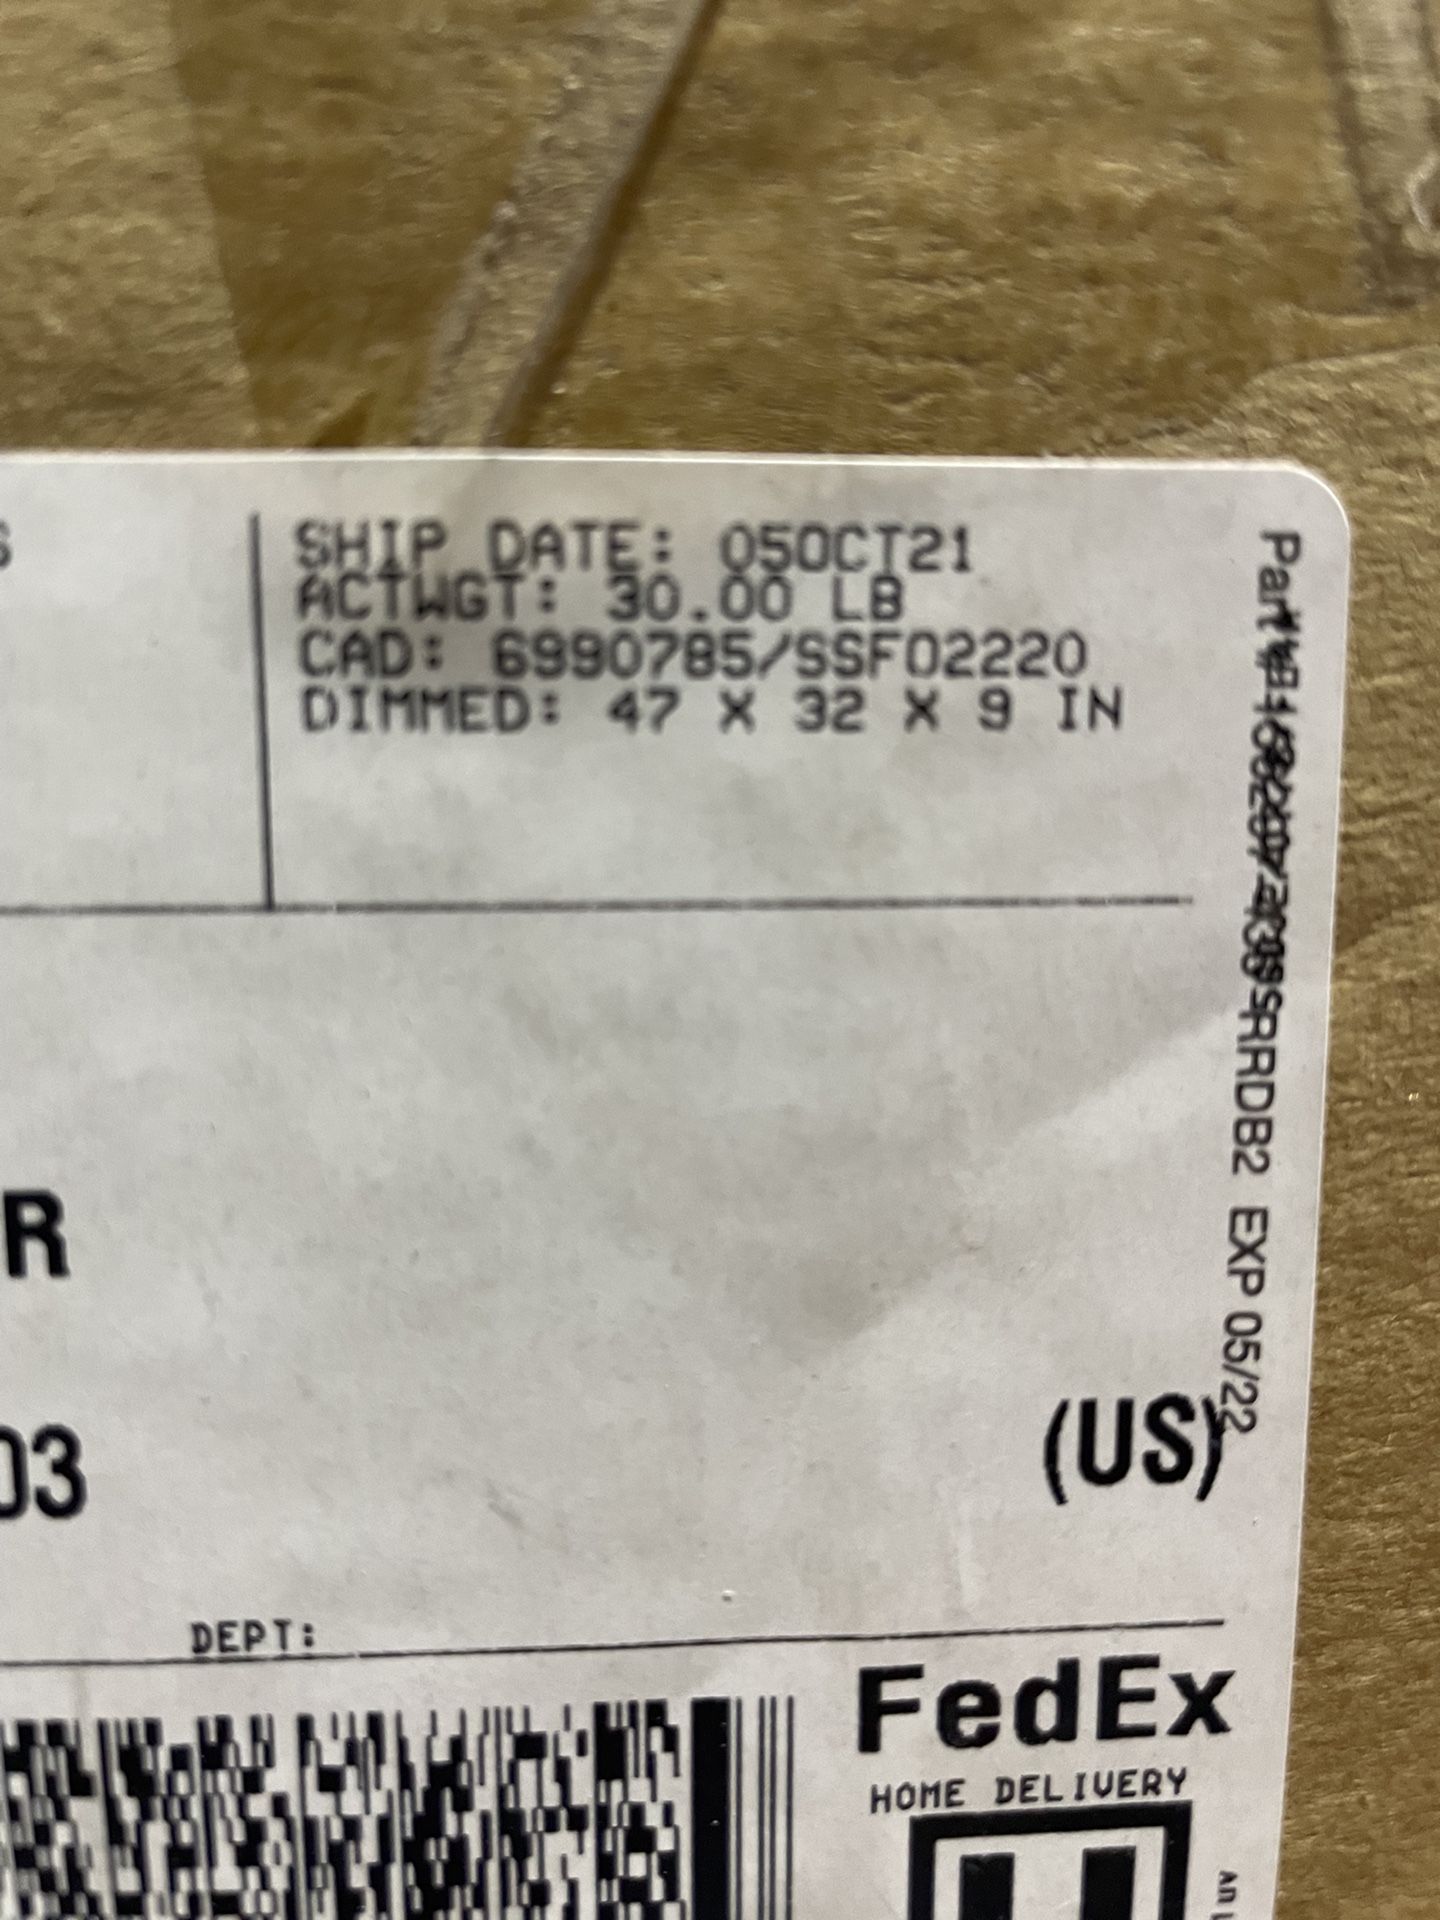 SHIP DATE: 05OCT21
ACTWGT: 30.00 LB
CAD: 6990785/SSFO2220
DIMMED: 47 X 32 X 9 IN
RRDB2 EXP 05/22
R
03
(US)
DEPT:
FedEx
HOME DELIVERY